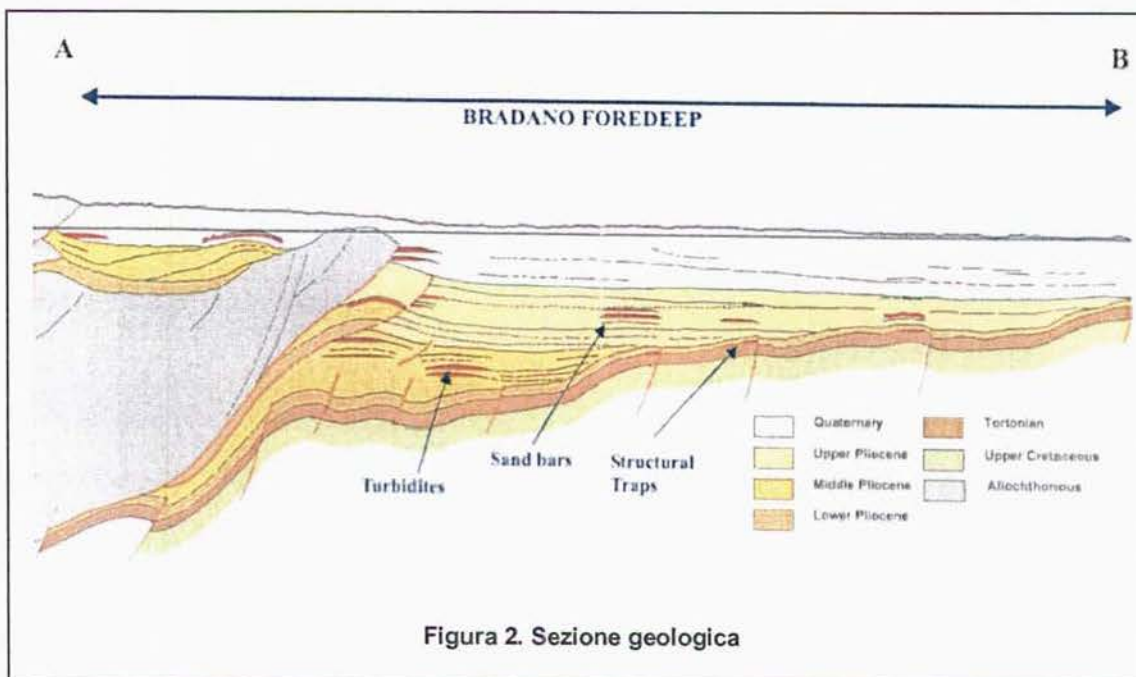 A
B
BRADANO FOREDEEP
Turbidites
Sand bars
Structural
Traps
Quaternary
Upper Pliocene
Middle Pliocene
Lower Pliocene
Tortonian
Upper Cretaceous
Allochthonous
Figura 2. Sezione geologica